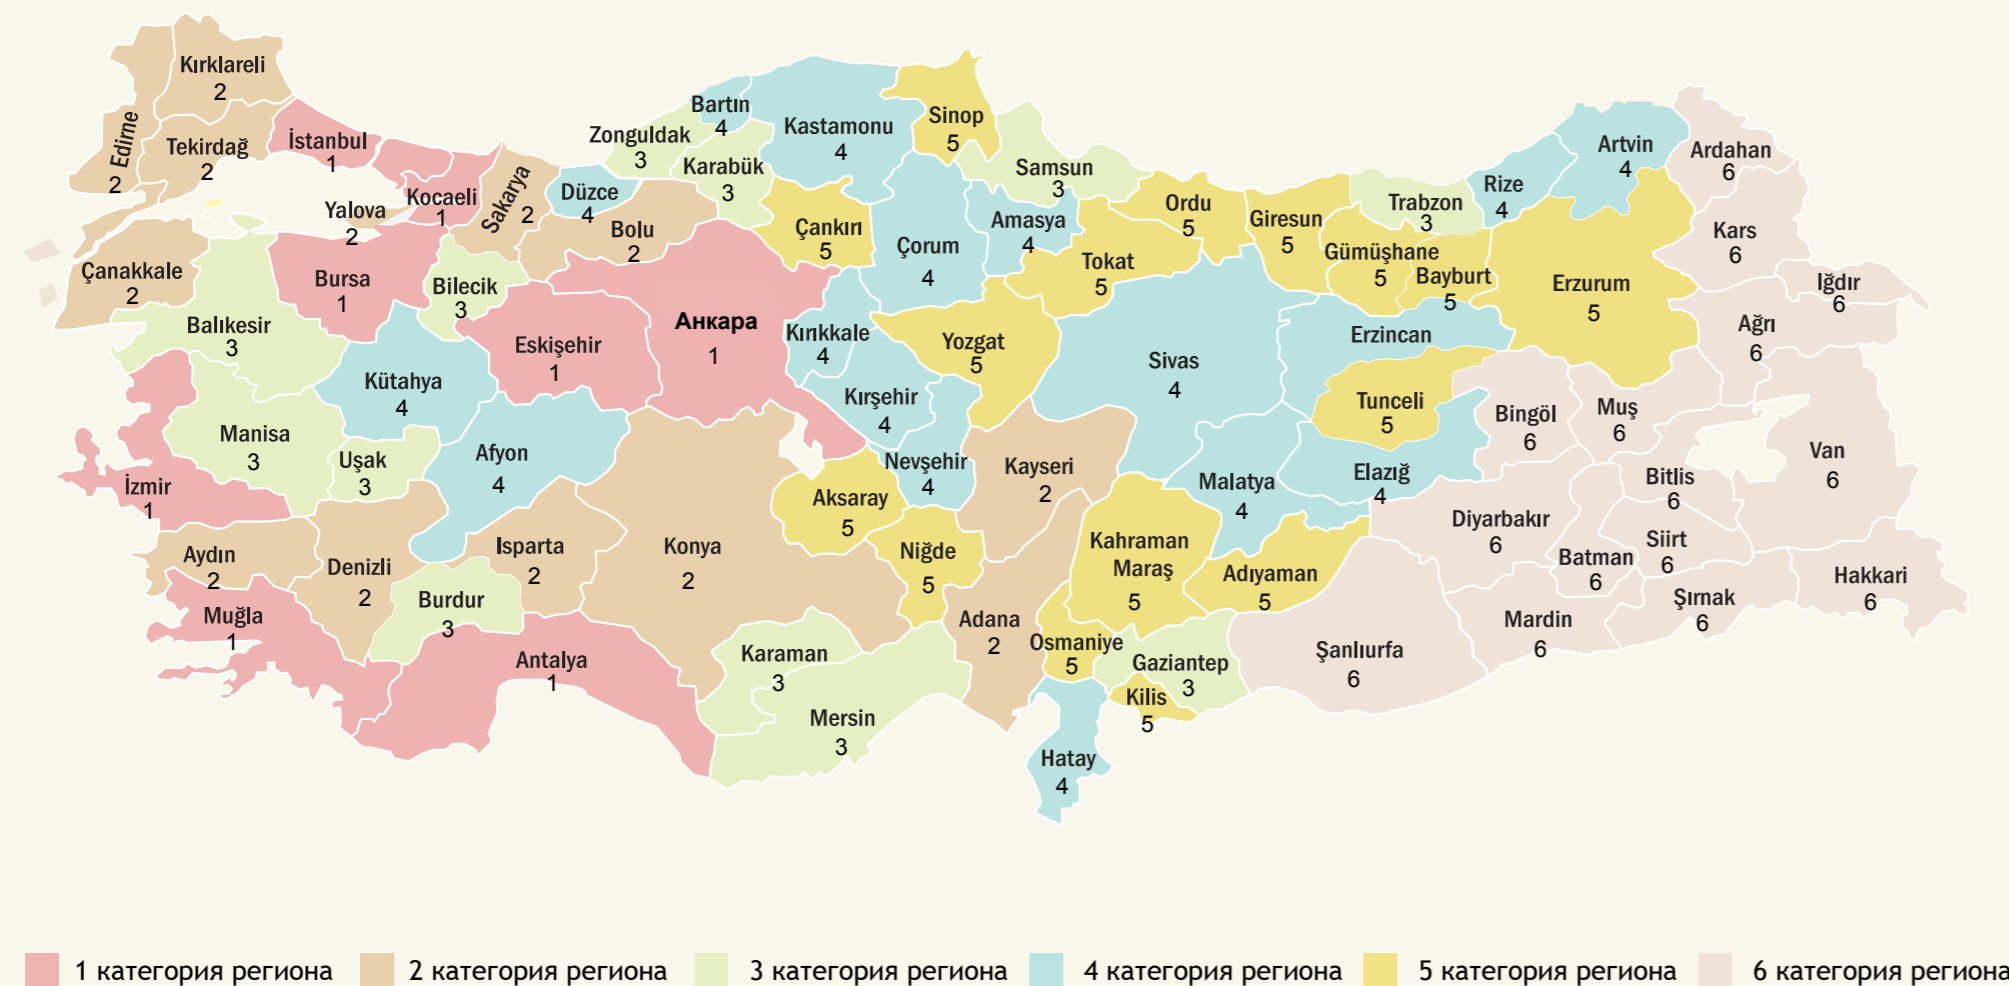 Kırklareli
2
Edirne
2
Tekirdağ
2
İstanbul
1
Yalova
2
Kocaeli
1
Sakarya
2
Düzce
4
Bolu
2
Zonguldak
3
Bartın
4
Karabük
3
Kastamonu
4
Sinop
5
Çankırı
5
Samsun
3
Amasya
4
Çorum
4
Tokat
5
Ordu
5
Giresun
5
Gümüşhane
5
Trabzon
3
Bayburt
5
Rize
4
Artvin
4
Ardahan
6
Kars
6
Iğdır
6
Ağrı
6
Erzurum
5
Erzincan
Çanakkale
2
Balıkesir
3
Bursa
1
Bilecik
3
Eskişehir
1
Анкара
1
Kırıkkale
4
Yozgat
5
Sivas
4
Tunceli
5
Bingöl
6
Muş
6
Van
6
Bitlis
6
Kütahya
4
Manisa
3
Uşak
3
Afyon
4
Kırşehir
4
Nevşehir
4
Kayseri
2
Malatya
4
Elazığ
4
Diyarbakır
6
Batman
6
Siirt
6
Şırnak
6
Hakkari
6
Mardin
6
İzmir
1
Aydın
2
Denizli
2
Isparta
2
Konya
2
Aksaray
5
Niğde
5
Kahraman
Maraş
5
Adıyaman
5
Şanlıurfa
6
Muğla
1
Burdur
3
Antalya
1
Karaman
3
Mersin
3
Adana
2
Osmaniye
5
Gaziantep
3
Kilis
5
Hatay
4
1 категория региона
2 категория региона
3 категория региона
4 категория региона
5 категория региона
6 категория региона